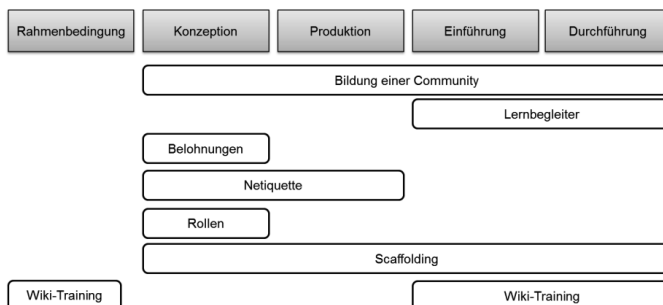 Rahmenbedingung Konzeption Produktion Einführung Durchführung
Bildung einer Community
Lernbegleiter
Belohnungen
Netiquette
Rollen
Scaffolding
Wiki-Training Wiki-Training